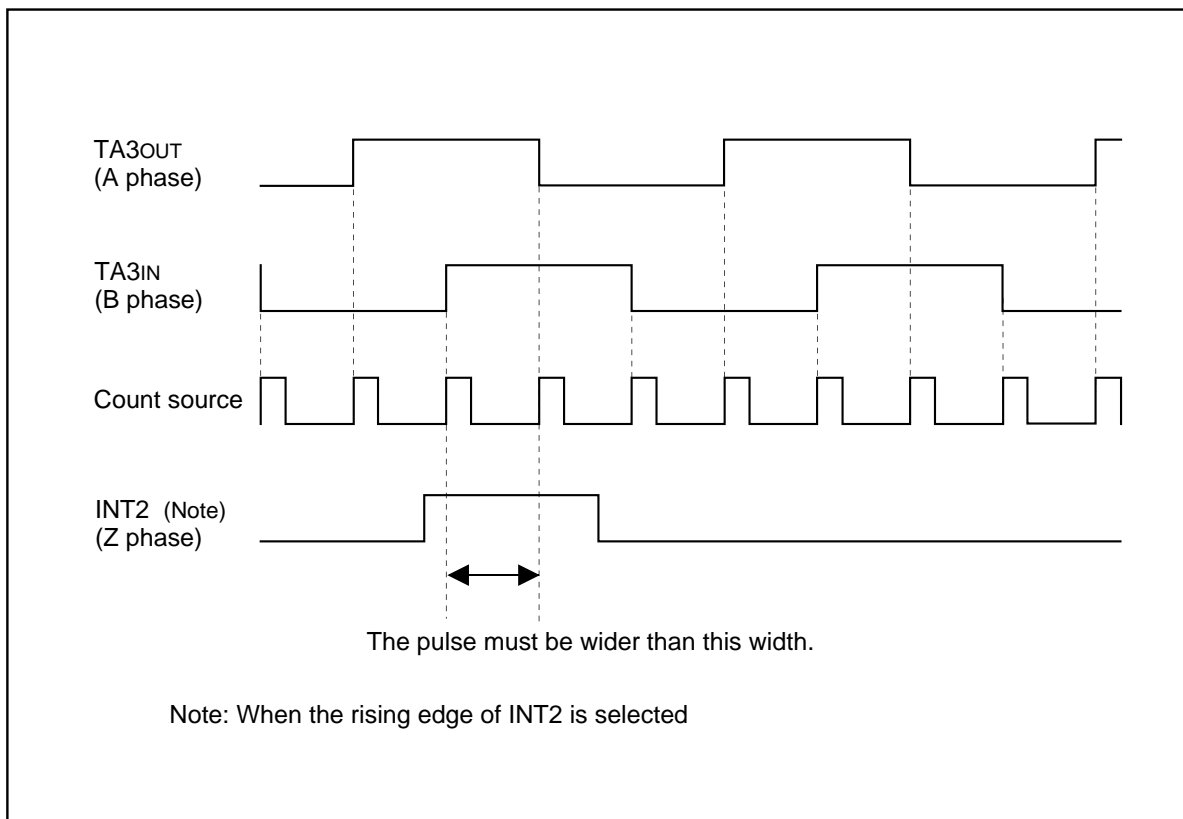 TA3OUT
(A phase)
TA3IN
(B phase)
Count source
INT2 (Note)
(Z phase)
The pulse must be wider than this width.
Note: When the rising edge of INT2 is selected